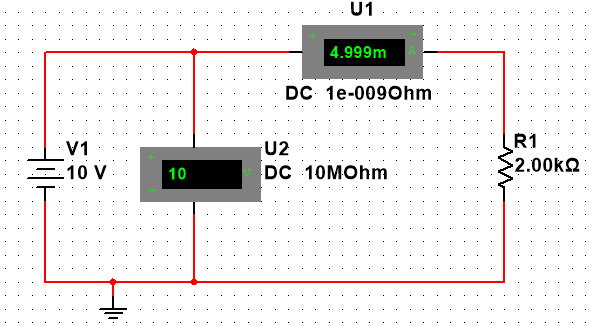 U1
+ -
4.999m A
DC 1e-009Ohm
V1
10 V
U2
+
10 V
-
DC 10MOhm
R1
2.00kΩ